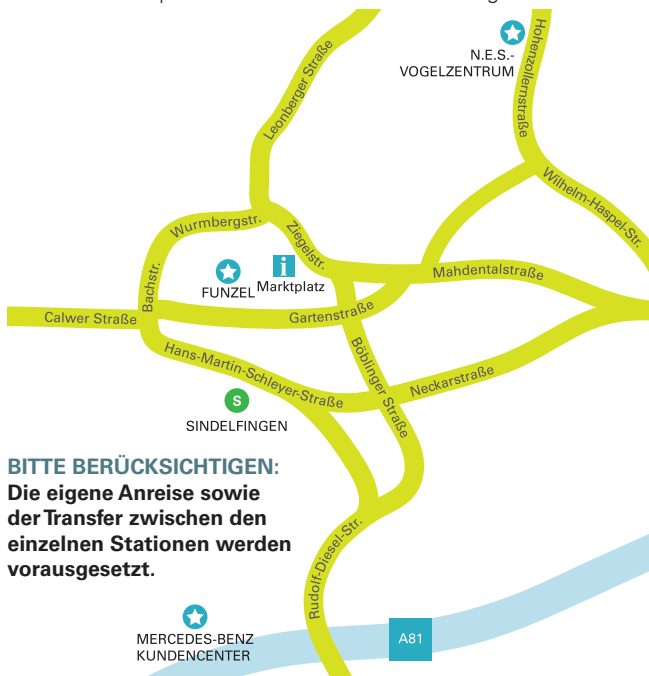 N.E.S.-
VOGELZENTRUM
Hohenzollernstraße
Leonberger Straße
Wilhelm-Haspel-Str.
Wurmbergstr.
Ziegelstr.
Bachstr.
i
FUNZEL
Marktplatz
Mahdentalstraße
Calwer Straße
Gartenstraße
Hans-Martin-Schleyer-Straße
Böblinger Straße
Neckarstraße
S
SINDELFINGEN
BITTE BERÜCKSICHTIGEN:
Die eigene Anreise sowie
der Transfer zwischen den
einzelnen Stationen werden
vorausgesetzt.
Rudolf-Diesel-Str.
MERCEDES-BENZ
KUNDENCENTER
A81